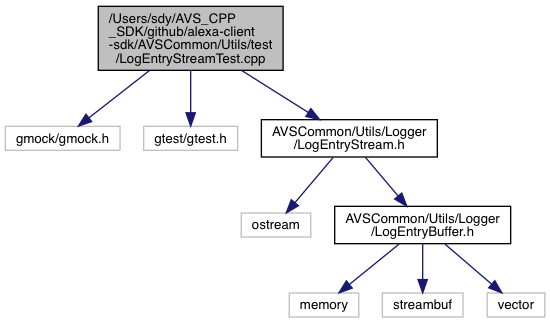 /Users/sdy/AVS_CPP
_SDK/github/alexa-client
-sdk/AVSCommon/Utils/test
/LogEntryStreamTest.cpp
gmock/gmock.h
gtest/gtest.h
AVSCommon/Utils/Logger
/LogEntryStream.h
ostream
AVSCommon/Utils/Logger
/LogEntryBuffer.h
memory
streambuf
vector